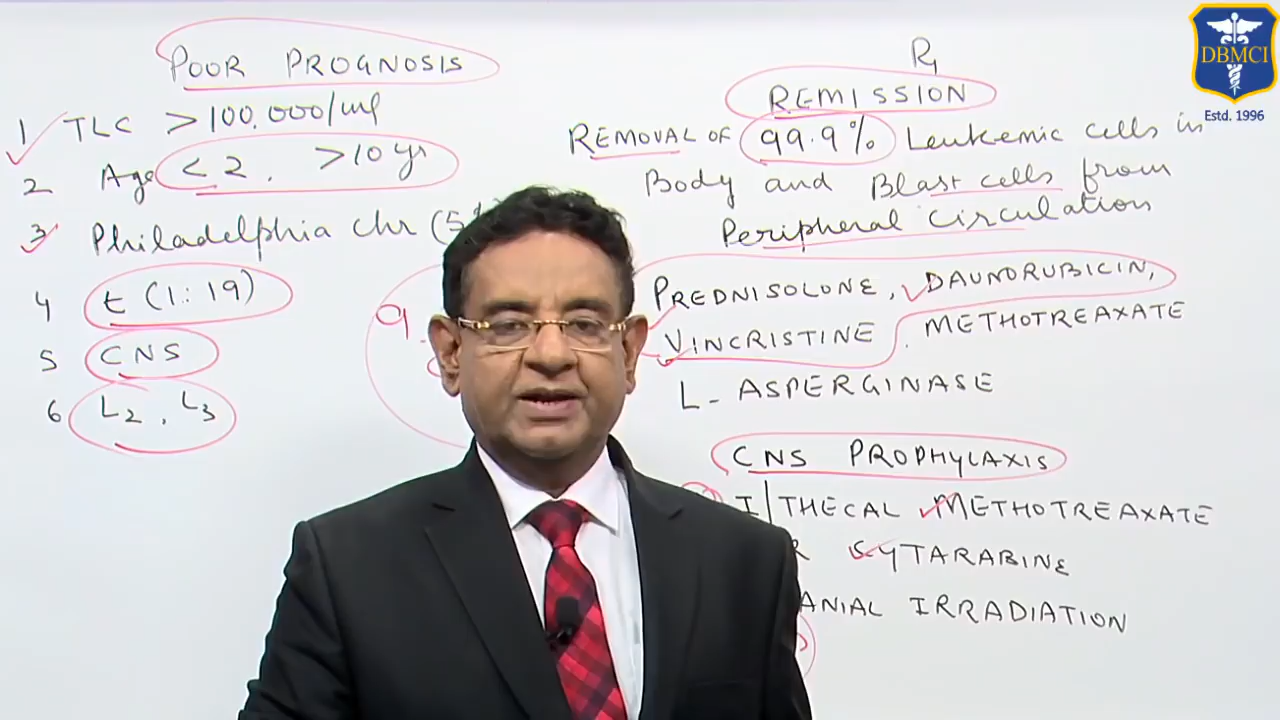 POOR PROGNOSIS
1 TLC >100,000/ml
2 Age <2, >10 yr
3 Philadelphia chr (5%
4 t (1:19)
5 CNS
6 L2, L3
REMISSION
REMOVAL OF 99.9% Leukemic cells in
Body and Blast cells from
Peripheral circulation
PREDNISOLONE, DAUNORUBICIN,
VINCRISTINE. METHOTREAXATE
L-ASPERGINASE
CNS PROPHYLAXIS
I/THECAL METHOTREAXATE
R CYTARABINE
ANIAL IRRADIATION
DBMCI
Estd. 1996